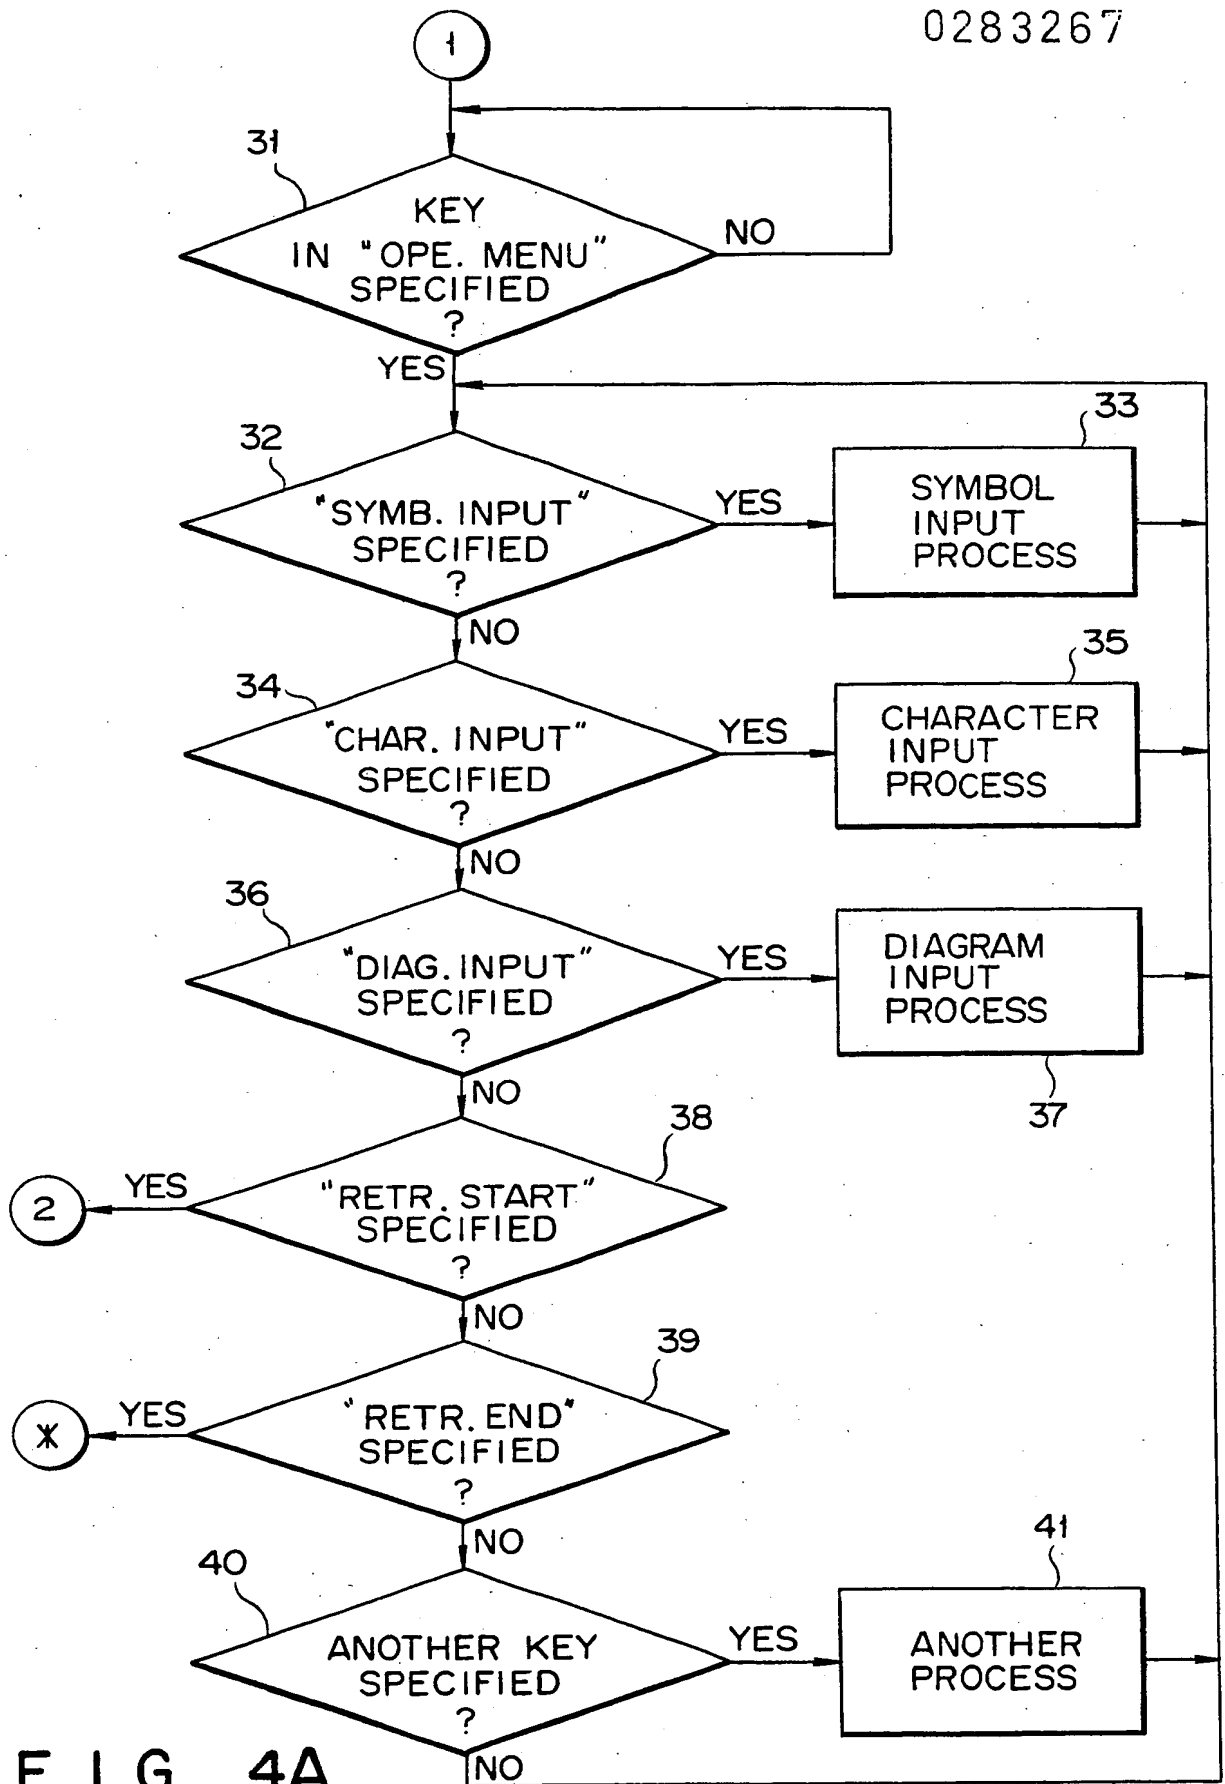 0283267
1
31
KEY
IN "OPE. MENU"
SPECIFIED
?
NO
YES
32
"SYMB. INPUT"
SPECIFIED
?
YES
33
SYMBOL
INPUT
PROCESS
NO
34
"CHAR. INPUT"
SPECIFIED
?
YES
35
CHARACTER
INPUT
PROCESS
NO
36
"DIAG. INPUT"
SPECIFIED
?
YES
DIAGRAM
INPUT
PROCESS
37
NO
38
"RETR. START"
SPECIFIED
?
YES
2
NO
39
"RETR. END"
SPECIFIED
?
YES
*
NO
40
ANOTHER KEY
SPECIFIED
?
YES
41
ANOTHER
PROCESS
NO
FIG. 4A